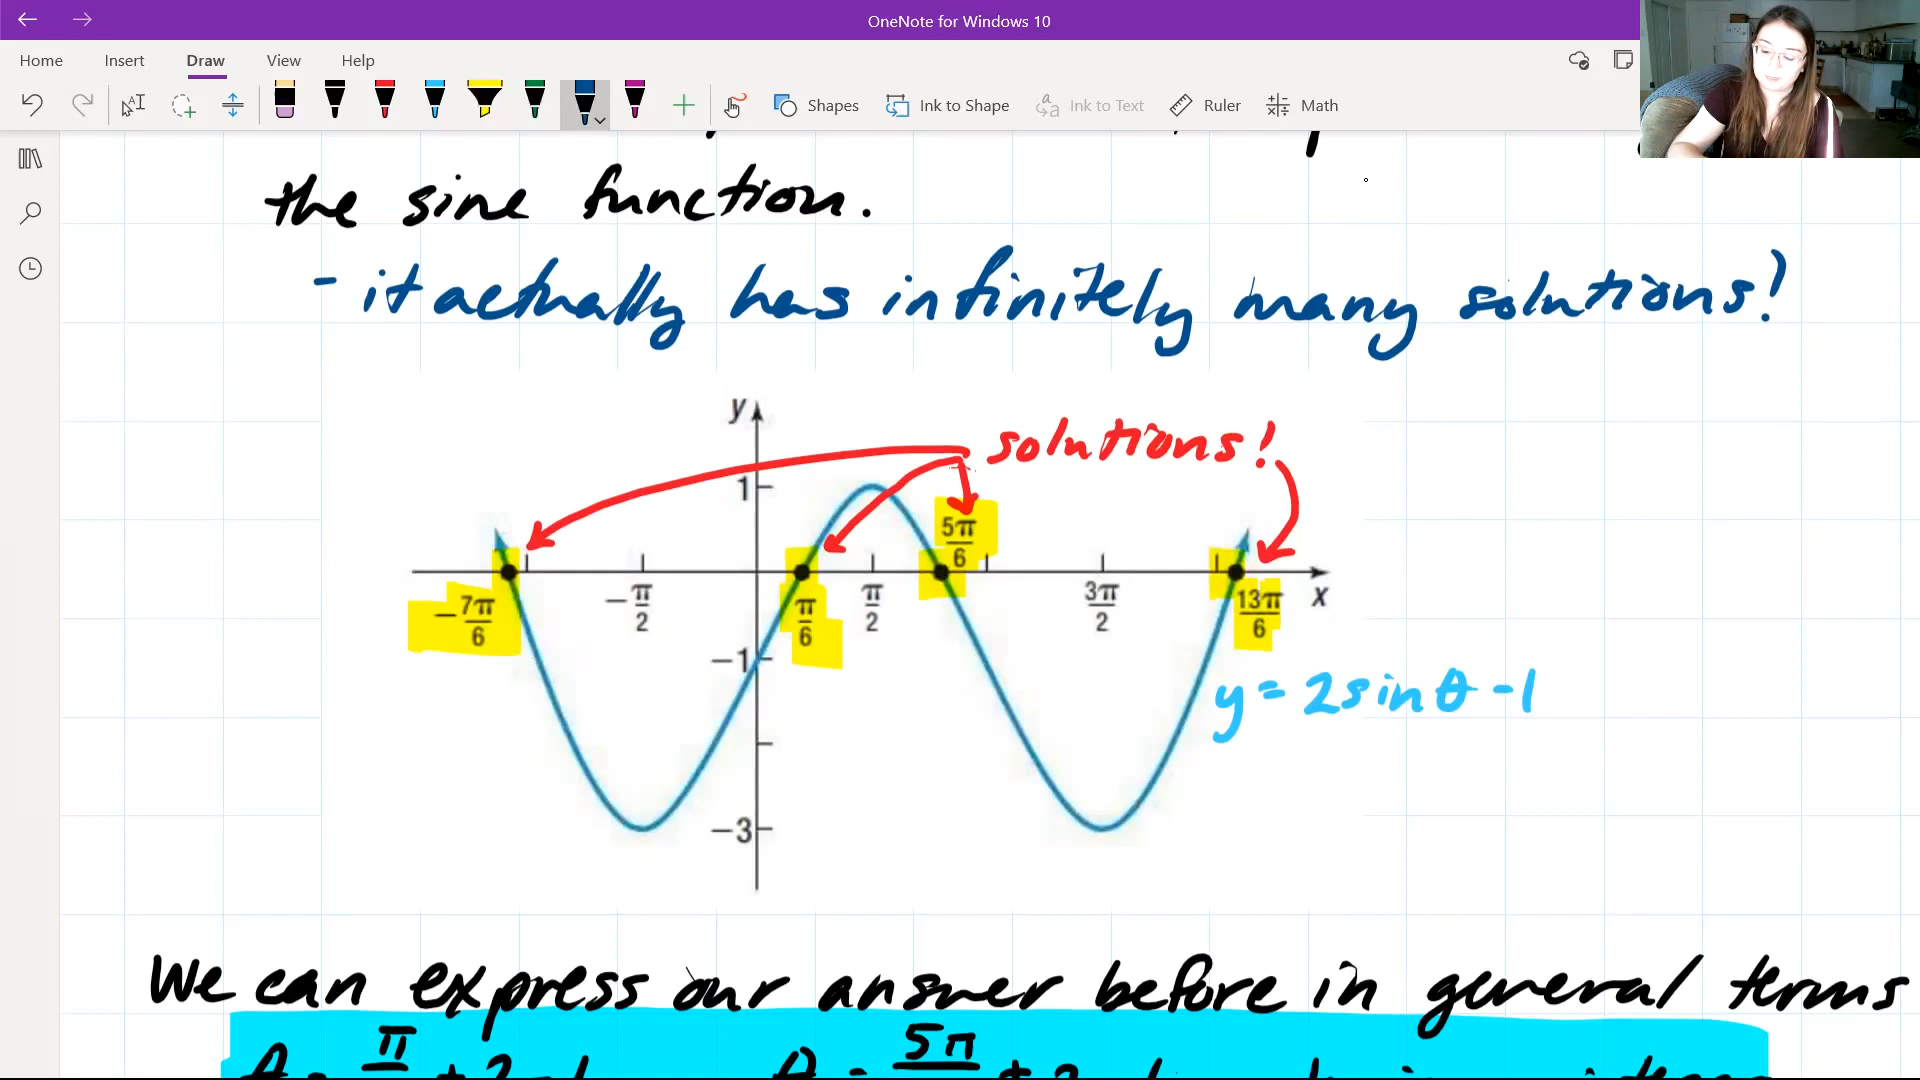 OneNote for Windows 10
Home Insert Draw View Help
Shapes Ink to Shape Ink to Text Ruler Math
the sine function.
- it actually has infinitely many solutions!
y
solutions!
1
5π/6
-7π/6 -π/2 π/6 π/2 3π/2 13π/6 x
-1
y = 2sinθ -1
-3
We can express our answer before in general terms
π 5π